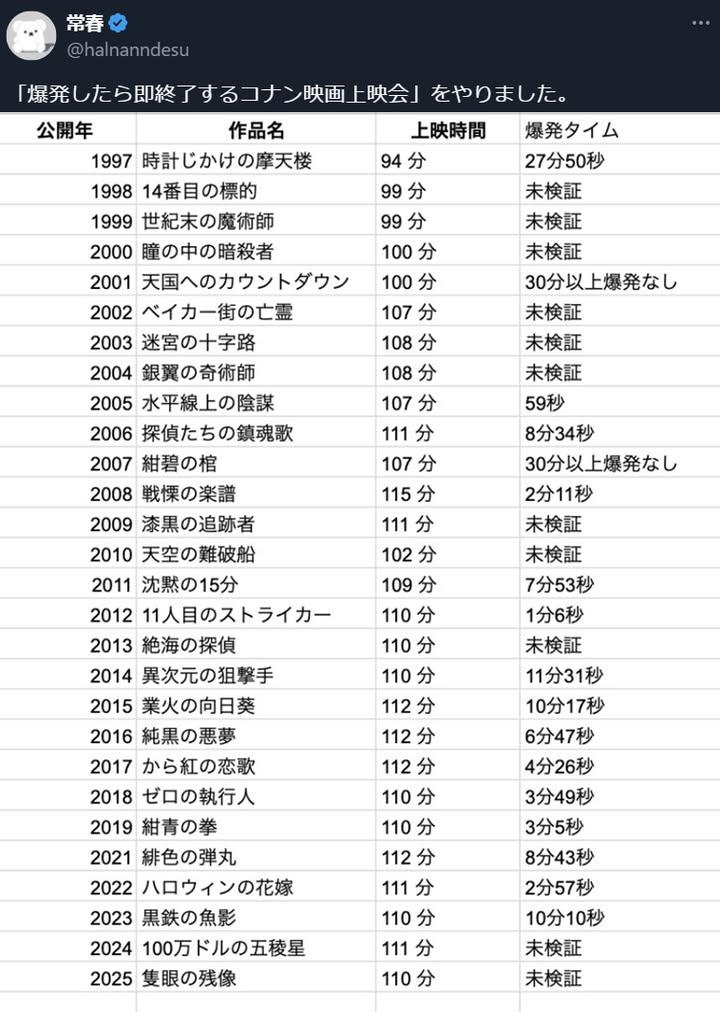 常春
@halnanndesu
「爆発したら即終了するコナン映画上映会」をやりました。
公開年 作品名 上映時間 爆発タイム
1997 時計じかけの摩天楼 94 分 27分50秒
1998 14番目の標的 99 分 未検証
1999 世紀末の魔術師 99 分 未検証
2000 瞳の中の暗殺者 100 分 未検証
2001 天国へのカウントダウン 100 分 30分以上爆発なし
2002 ベイカー街の亡霊 107 分 未検証
2003 迷宮の十字路 108 分 未検証
2004 銀翼の奇術師 108 分 未検証
2005 水平線上の陰謀 107 分 59秒
2006 探偵たちの鎮魂歌 111 分 8分34秒
2007 紺碧の棺 107 分 30分以上爆発なし
2008 戦慄の楽譜 115 分 2分11秒
2009 漆黒の追跡者 111 分 未検証
2010 天空の難破船 102 分 未検証
2011 沈黙の15分 109 分 7分53秒
2012 11人目のストライカー 110 分 1分6秒
2013 絶海の探偵 110 分 未検証
2014 異次元の狙撃手 110 分 11分31秒
2015 業火の向日葵 112 分 10分17秒
2016 純黒の悪夢 112 分 6分47秒
2017 から紅の恋歌 112 分 4分26秒
2018 ゼロの執行人 110 分 3分49秒
2019 紺青の拳 110 分 3分5秒
2021 緋色の弾丸 112 分 8分43秒
2022 ハロウィンの花嫁 111 分 2分57秒
2023 黒鉄の魚影 110 分 10分10秒
2024 100万ドルの五稜星 111 分 未検証
2025 隻眼の残像 110 分 未検証